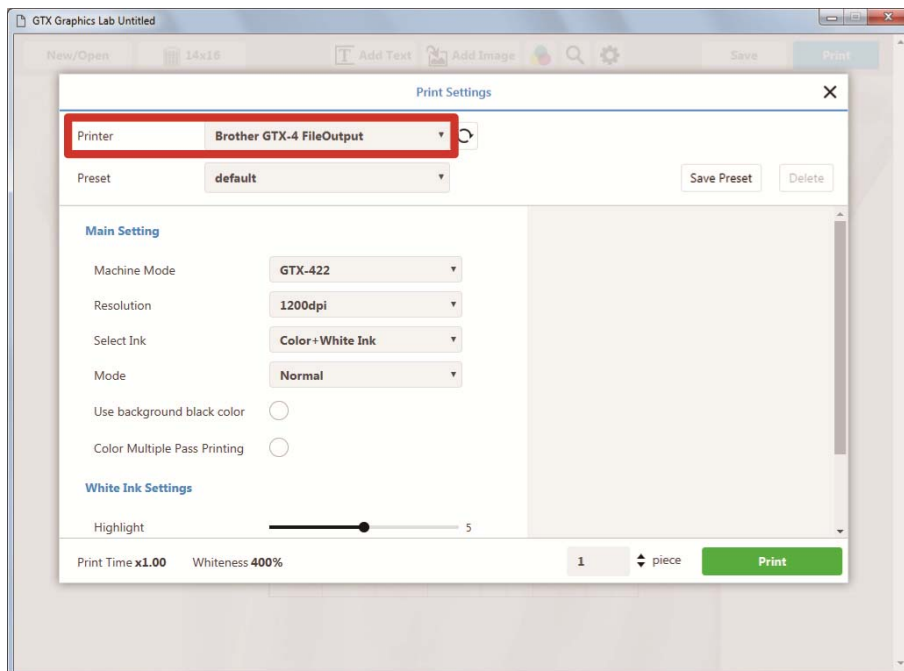 GTX Graphics Lab Untitled
New/Open 14x16 T Add Text Add Image Save Print
Print Settings
Printer Brother GTX-4 FileOutput
Preset default Save Preset Delete
Main Setting
Machine Mode GTX-422
Resolution 1200dpi
Select Ink Color+White Ink
Mode Normal
Use background black color
Color Multiple Pass Printing
White Ink Settings
Highlight 5
Print Time x1.00 Whiteness 400% 1 piece Print